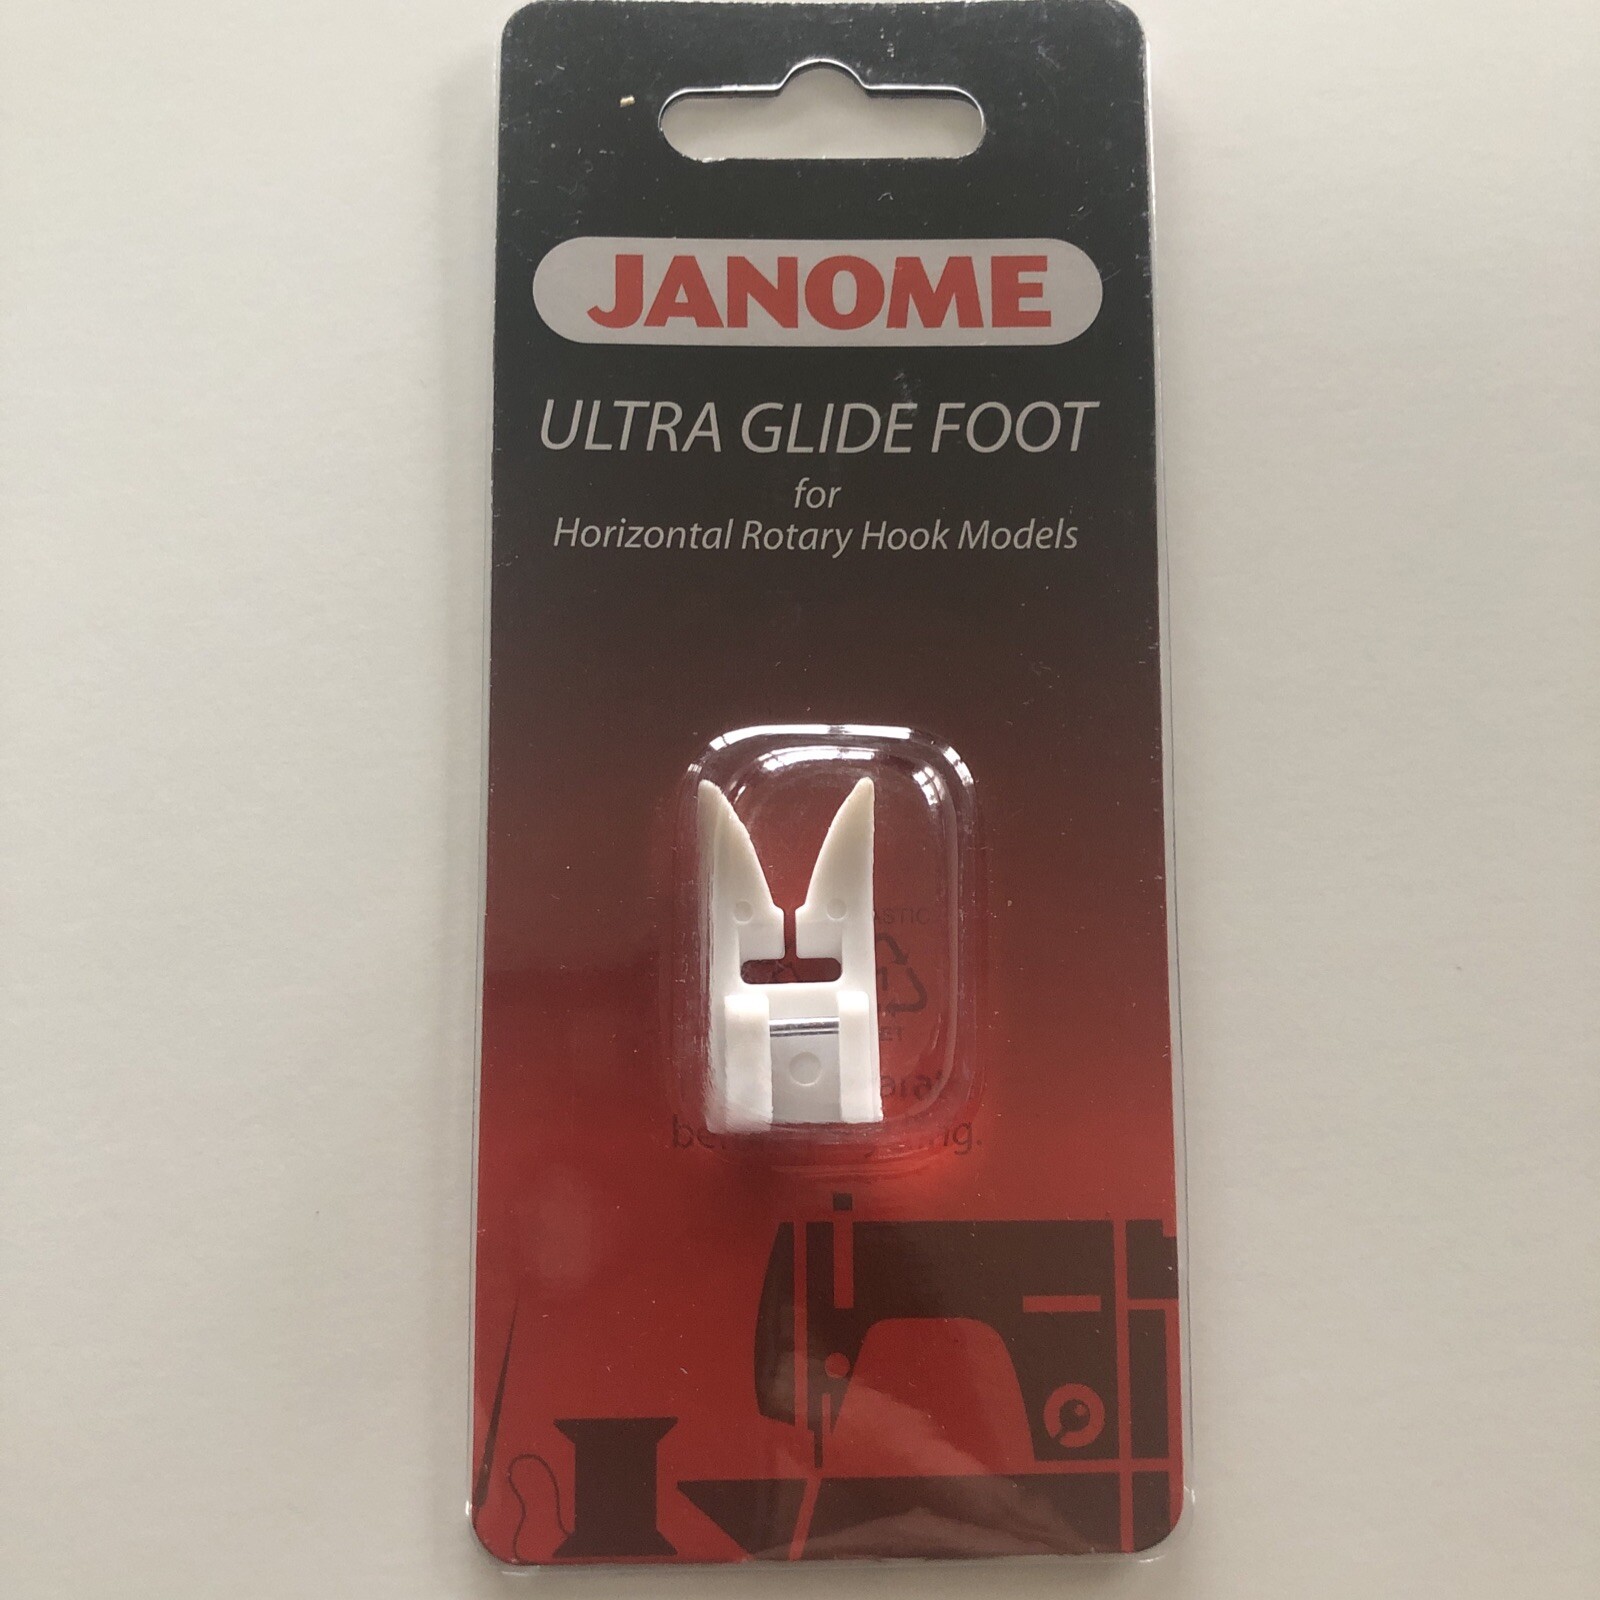 JANOME
ULTRA GLIDE FOOT
for
Horizontal Rotary Hook Models